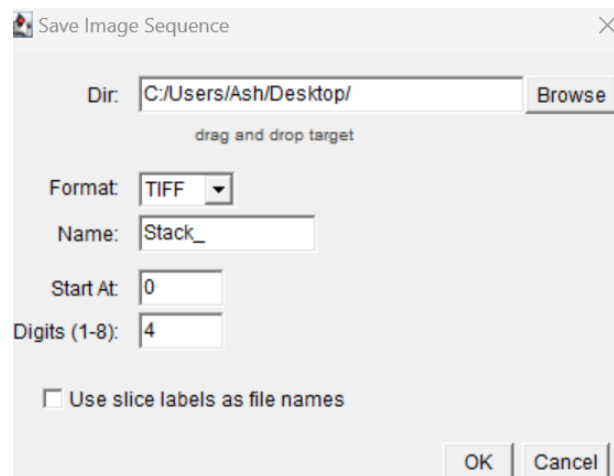 Save Image Sequence
Dir: C:/Users/Ash/Desktop/ Browse
drag and drop target
Format: TIFF
Name: Stack_
Start At: 0
Digits (1-8): 4
Use slice labels as file names
OK Cancel